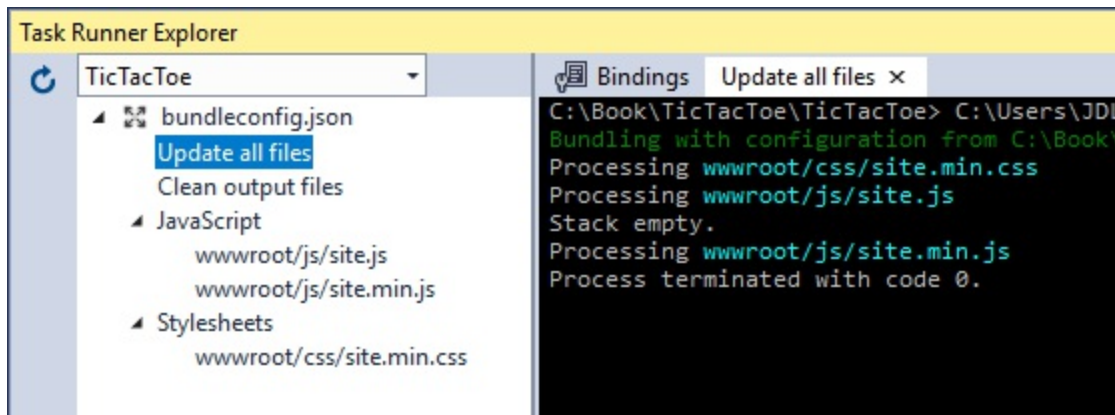 Task Runner Explorer
TicTacToe
bundleconfig.json
Update all files
Clean output files
JavaScript
wwwroot/js/site.js
wwwroot/js/site.min.js
Stylesheets
wwwroot/css/site.min.css
Bindings Update all files ×
C:\Book\TicTacToe\TicTacToe> C:\Users\JDL
Bundling with configuration from C:\Book\
Processing wwwroot/css/site.min.css
Processing wwwroot/js/site.js
Stack empty.
Processing wwwroot/js/site.min.js
Process terminated with code 0.